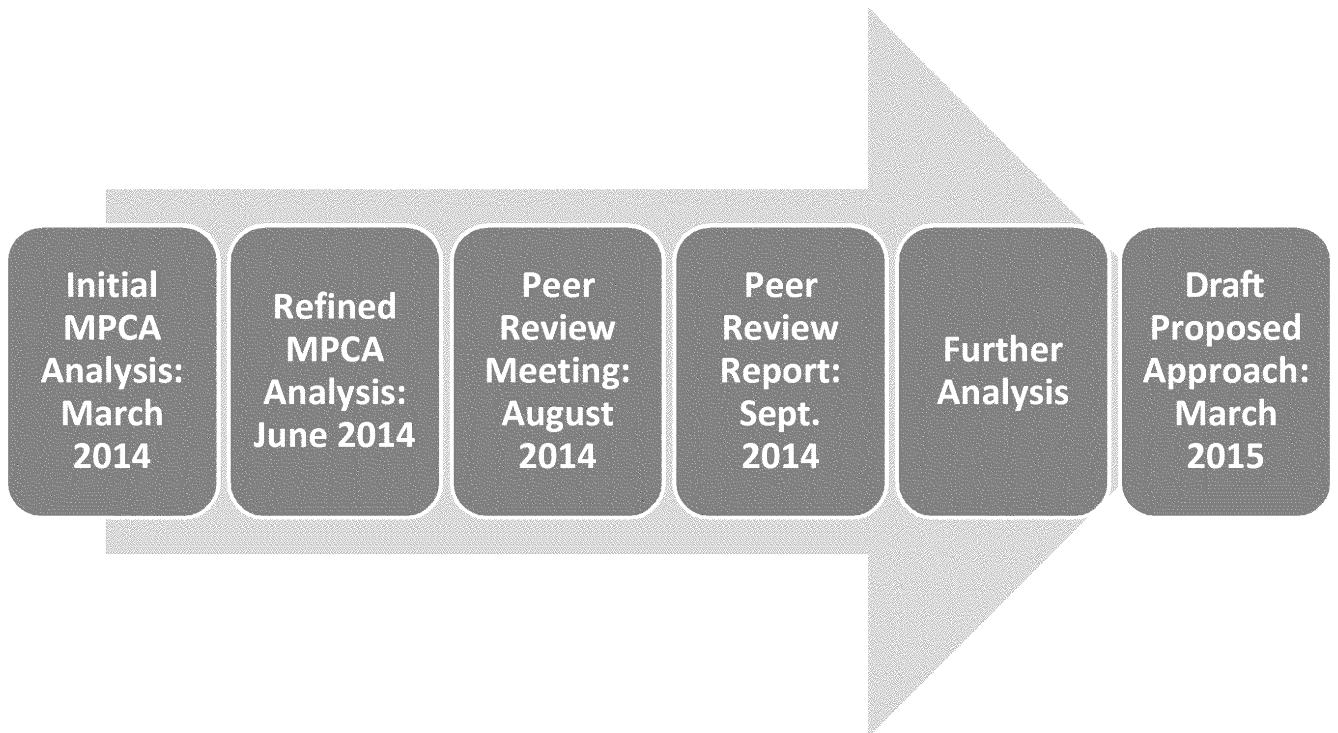 Initial
MPCA
Analysis:
March
2014
Refined
MPCA
Analysis:
June 2014
Peer
Review
Meeting:
August
2014
Peer
Review
Report:
Sept.
2014
Further
Analysis
Draft
Proposed
Approach:
March
2015